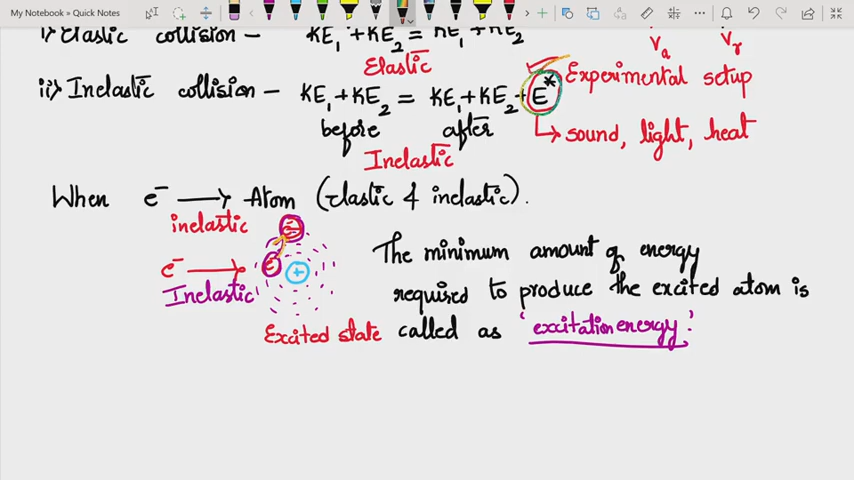 My Notebook » Quick Notes
i) Elastic collision – KE₁ + KE₂ = KE₁ + KE₂
Elastic
Vₐ Vᵣ
Experimental setup
ii) Inelastic collision – KE₁ + KE₂ = KE₁ + KE₂ + E*
before after
sound, light, heat
Inelastic
When e⁻ → Atom (elastic & inelastic).
inelastic
e⁻ →
e⁻ +
Inelastic
Excited state
The minimum amount of energy
required to produce the excited atom is
called as 'excitation energy.'